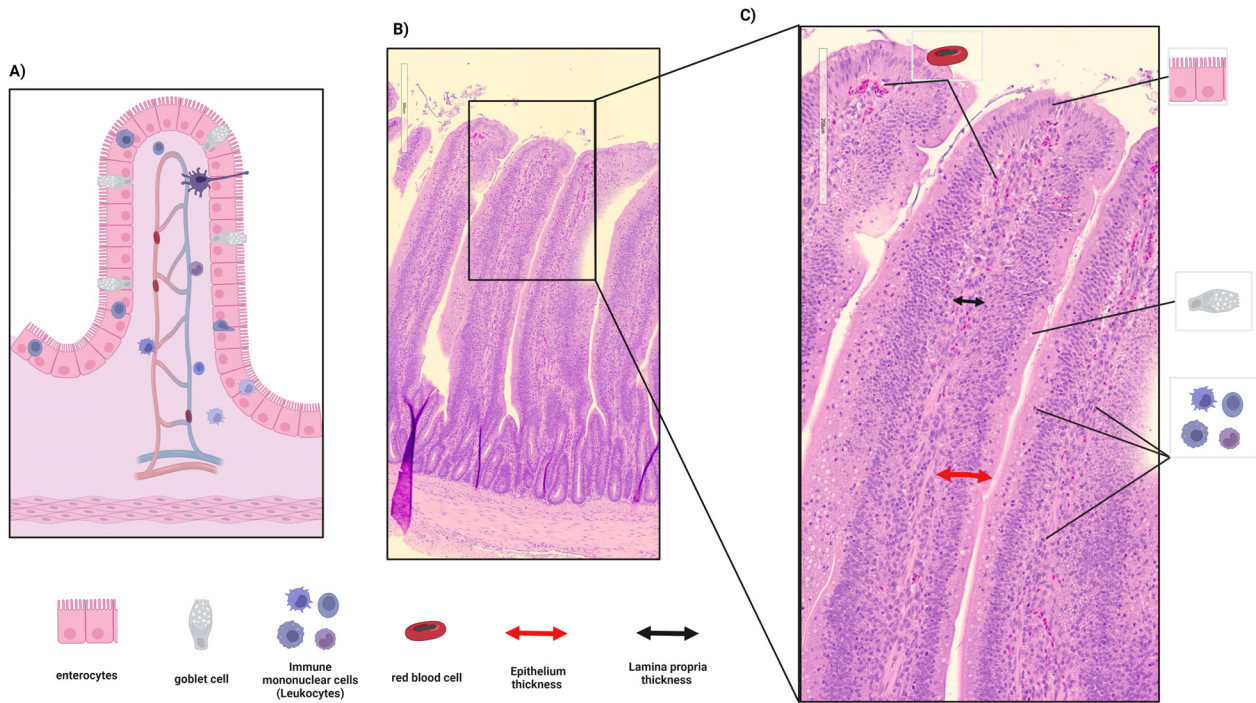 A)
B)
C)
enterocytes
goblet cell
Immune
mononuclear cells
(Leukocytes)
red blood cell
Epithelium
thickness
Lamina propria
thickness